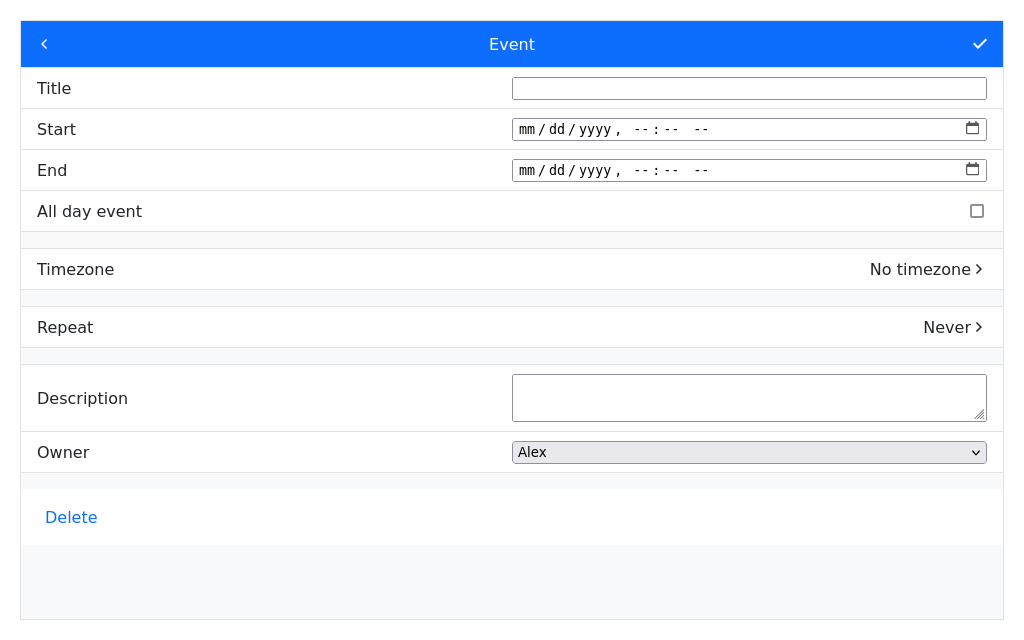 Event
Title
Start mm/dd/yyyy, --:-- --
End mm/dd/yyyy, --:-- --
All day event
Timezone No timezone
Repeat Never
Description
Owner Alex
Delete